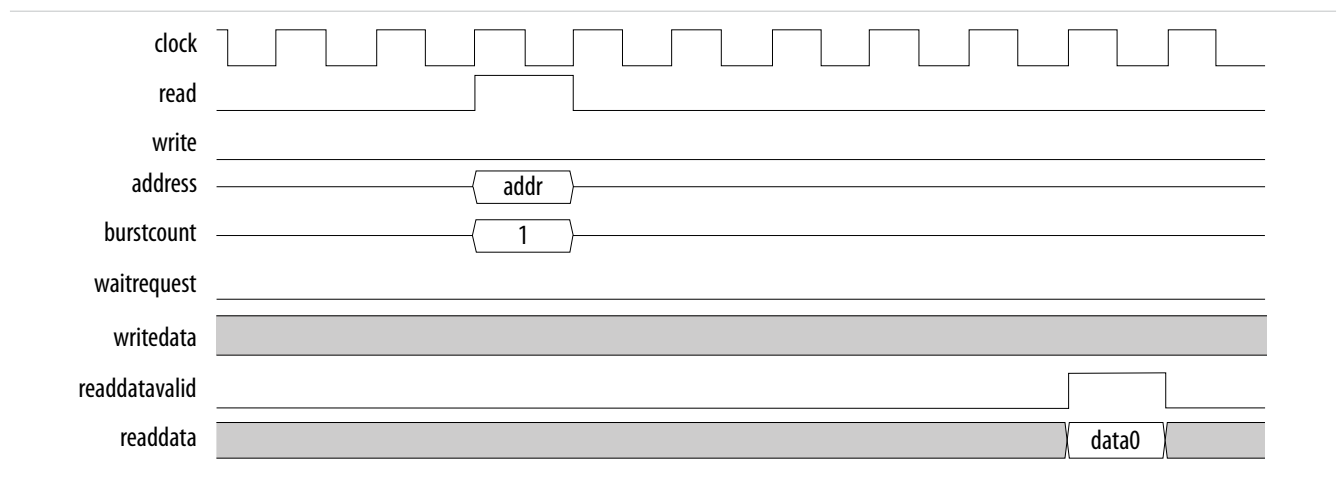 clock
read
write
address addr
burstcount 1
waitrequest
writedata
readdatavalid
readdata data0